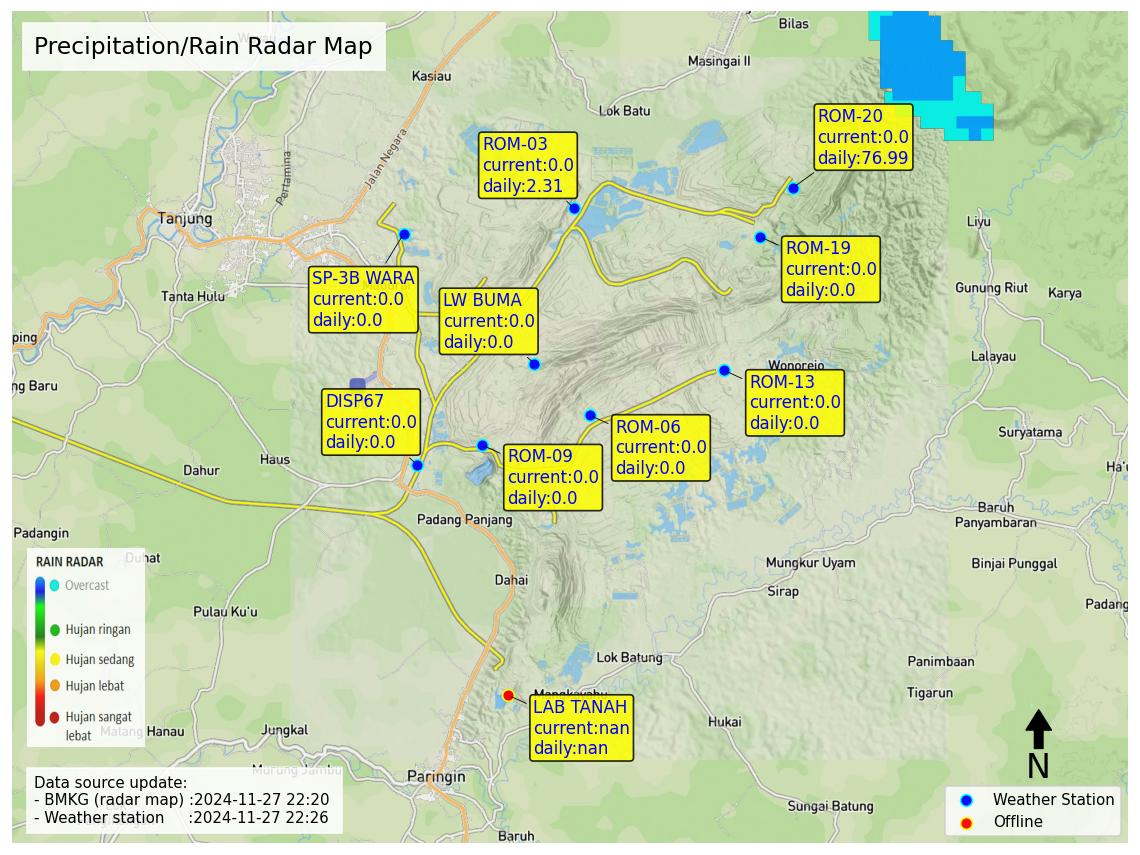 Precipitation/Rain Radar Map
Bilas
Masingai II
Kasiau
Lok Batu
Jalan Negara
Pertamina
Tanjung
Tanta Hulu
ROM-03
current:0.0
daily:2.31
ROM-20
current:0.0
daily:76.99
ROM-19
current:0.0
daily:0.0
SP-3B WARA
current:0.0
daily:0.0
LW BUMA
current:0.0
daily:0.0
Liyu
Gunung Riut
Karya
Lalayau
ping
ng Baru
Wonorejo
ROM-13
current:0.0
daily:0.0
DISP67
current:0.0
daily:0.0
ROM-06
current:0.0
daily:0.0
ROM-09
current:0.0
daily:0.0
Suryatama
Ha'u
Haus
Dahur
Padang Panjang
Baruh
Panyambaran
Padangin
Duhat
Dahai
Mungkur Uyam
Binjai Punggal
Sirap
Padang
Pulau Ku'u
Lok Batung
Panimbaan
Tigarun
Mangkayahu
LAB TANAH
current:nan
daily:nan
Hukai
Matang Hanau
Jungkal
Murung Jambu
Paringin
Sungai Batung
Baruh
RAIN RADAR
Overcast
Hujan ringan
Hujan sedang
Hujan lebat
Hujan sangat
lebat
Data source update:
- BMKG (radar map) :2024-11-27 22:20
- Weather station :2024-11-27 22:26
N
Weather Station
Offline